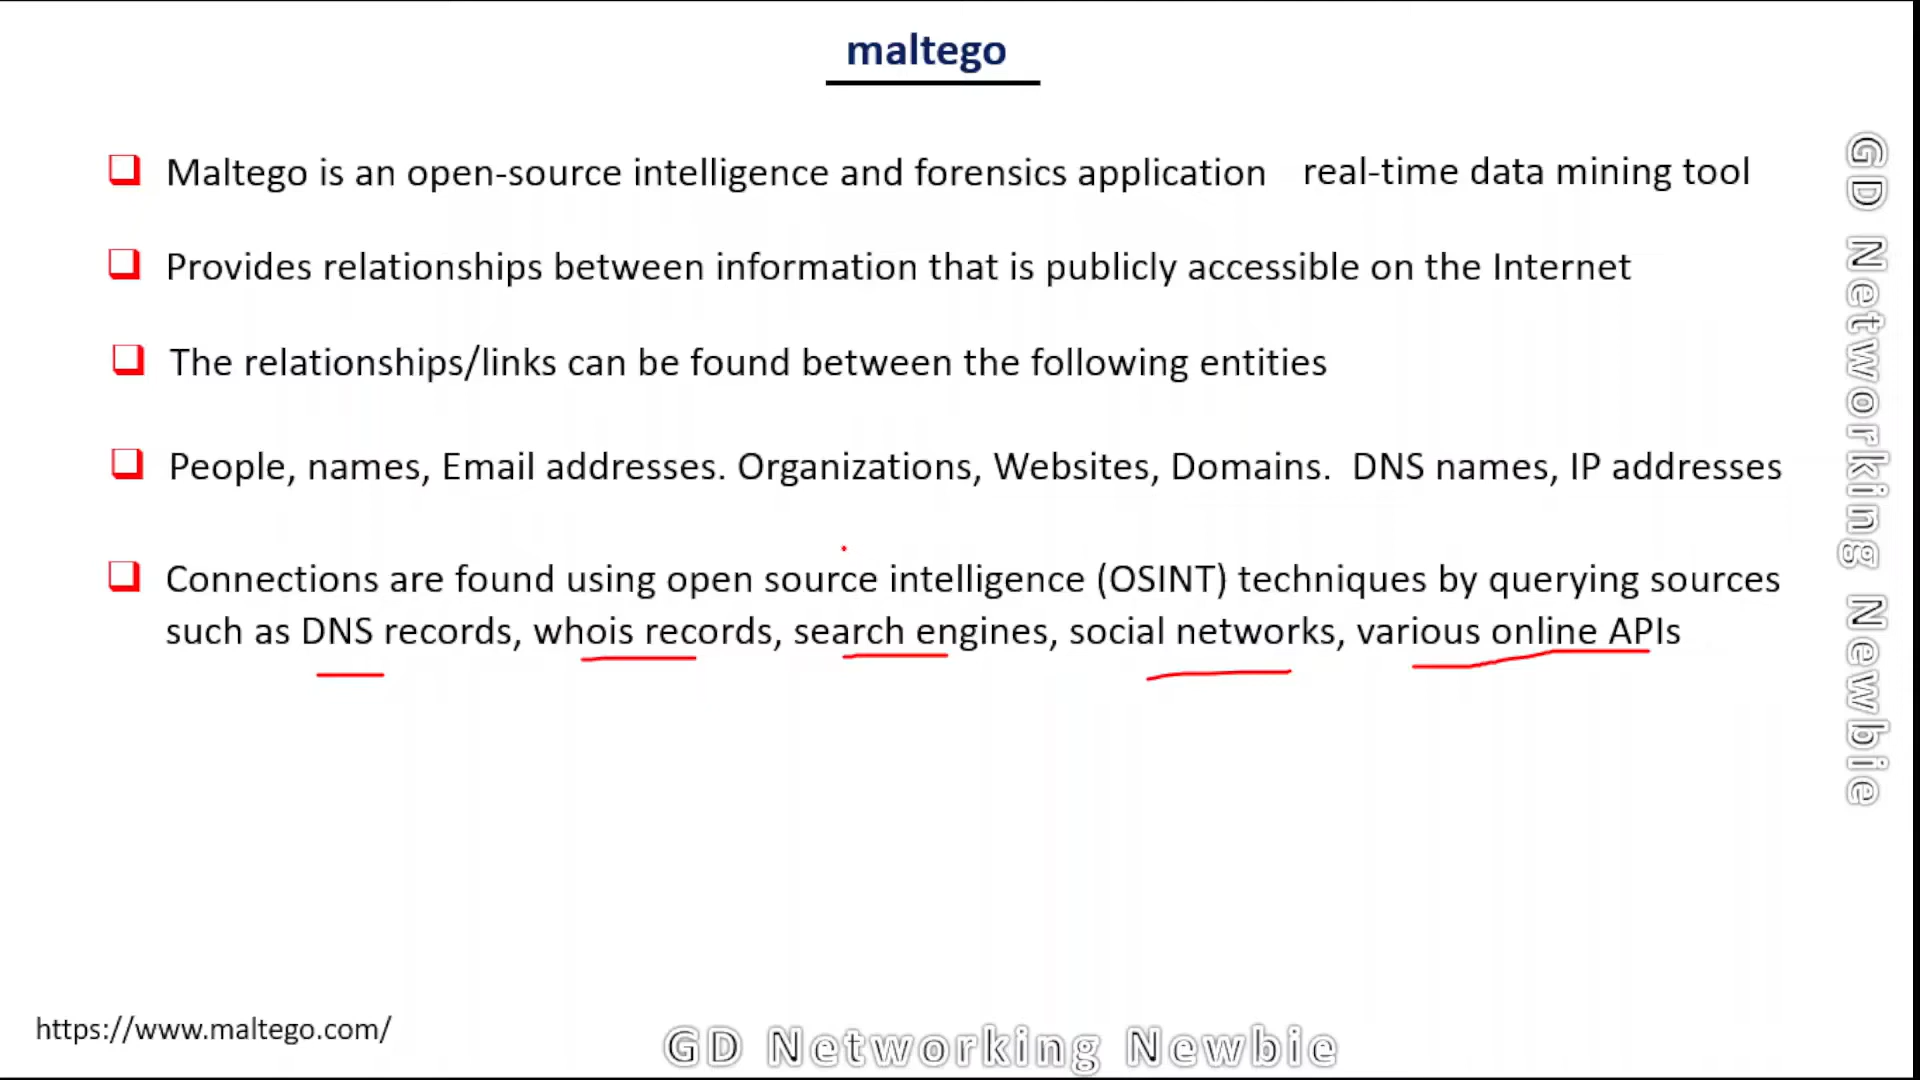 maltego
Maltego is an open-source intelligence and forensics application real-time data mining tool
Provides relationships between information that is publicly accessible on the Internet
The relationships/links can be found between the following entities
People, names, Email addresses. Organizations, Websites, Domains. DNS names, IP addresses
Connections are found using open source intelligence (OSINT) techniques by querying sources
such as DNS records, whois records, search engines, social networks, various online APIs
https://www.maltego.com/
GD Networking Newbie
GD Networking Newbie